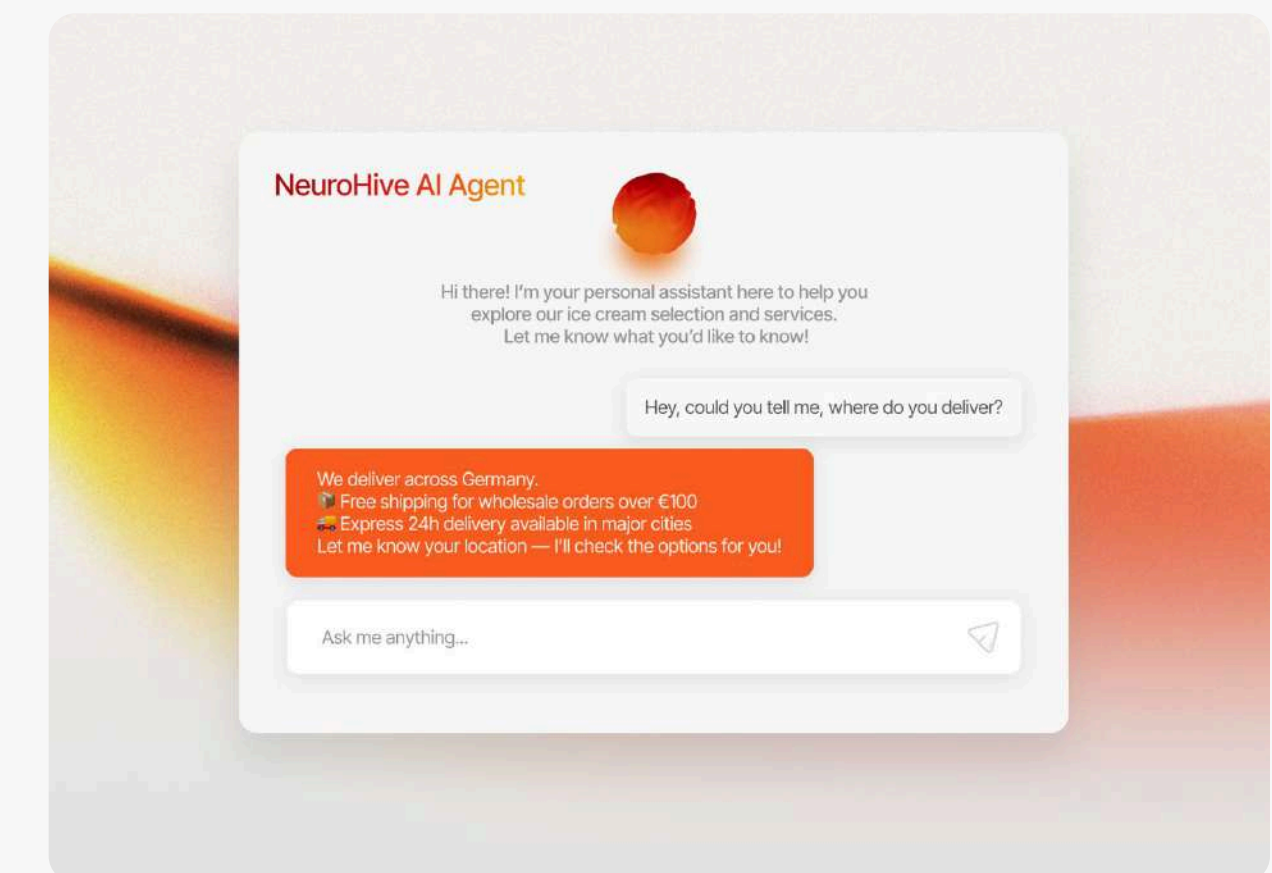 NeuroHive AI Agent
Hi there! I'm your personal assistant here to help you
explore our ice cream selection and services.
Let me know what you'd like to know!
Hey, could you tell me, where do you deliver?
We deliver across Germany.
📦 Free shipping for wholesale orders over €100
🚚 Express 24h delivery available in major cities
Let me know your location — I'll check the options for you!
Ask me anything...